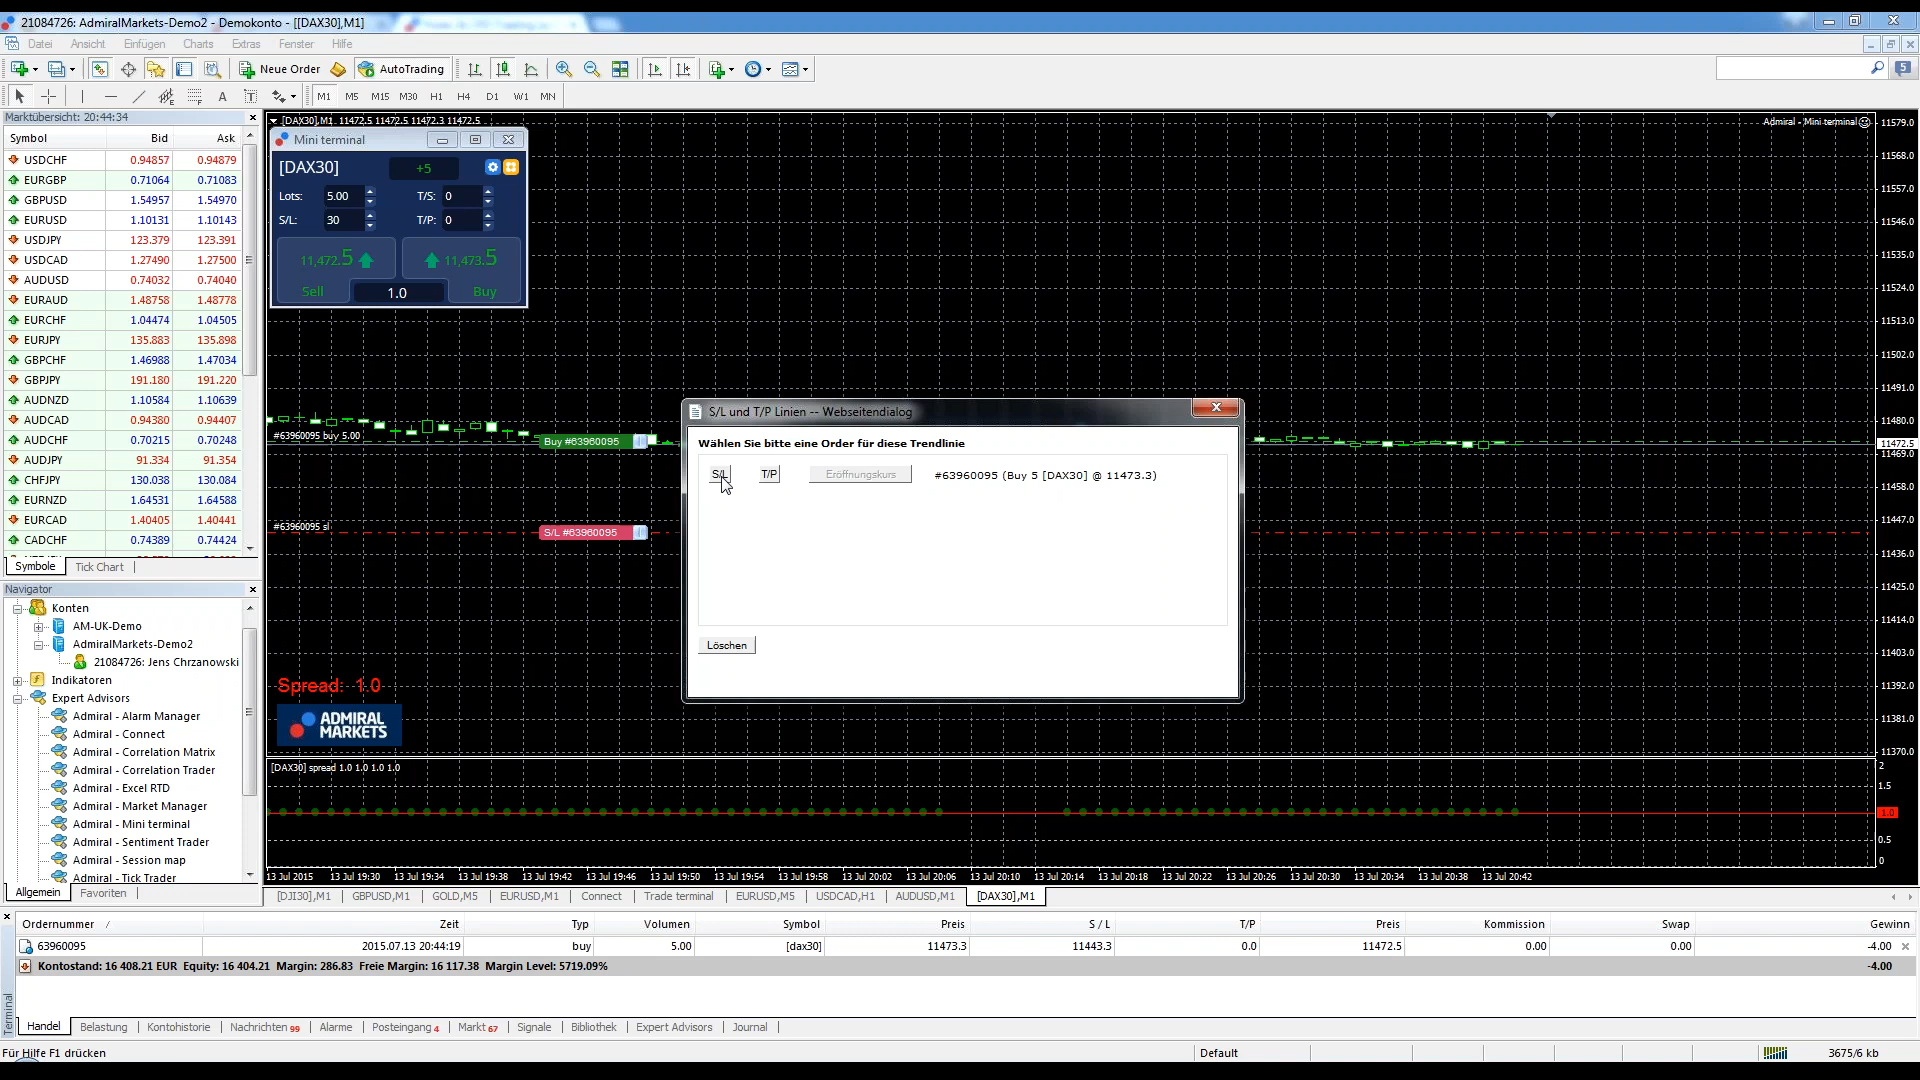 21084726: AdmiralMarkets-Demo2 - Demokonto - [[DAX30],M1]
Datei Ansicht Einfügen Charts Extras Fenster Hilfe
Neue Order AutoTrading 5
A T M1 M5 M15 M30 H1 H4 D1 W1 MN
Marktübersicht: 20:44:34
Symbol Bid Ask
USDCHF 0.94857 0.94879
EURGBP 0.71064 0.71083
GBPUSD 1.54957 1.54970
EURUSD 1.10131 1.10143
USDJPY 123.379 123.391
USDCAD 1.27490 1.27500
AUDUSD 0.74032 0.74040
EURAUD 1.48758 1.48778
EURCHF 1.04474 1.04505
EURJPY 135.883 135.898
GBPCHF 1.46988 1.47034
GBPJPY 191.180 191.220
AUDNZD 1.10584 1.10639
AUDCAD 0.94380 0.94407
AUDCHF 0.70215 0.70248
AUDJPY 91.334 91.354
CHFJPY 130.038 130.084
EURNZD 1.64531 1.64588
EURCAD 1.40405 1.40441
CADCHF 0.74389 0.74424
Symbole Tick Chart
Navigator
Konten
AM-UK-Demo
AdmiralMarkets-Demo2
21084726: Jens Chrzanowski
Indikatoren
Expert Advisors
Admiral - Alarm Manager
Admiral - Connect
Admiral - Correlation Matrix
Admiral - Correlation Trader
Admiral - Excel RTD
Admiral - Market Manager
Admiral - Mini terminal
Admiral - Sentiment Trader
Admiral - Session map
Admiral - Tick Trader
Allgemein Favoriten
[DAX30],M1 11472.5 11472.5 11472.3 11472.5
Admiral - Mini terminal
Mini terminal
[DAX30] +5
Lots: 5.00 T/S: 0
S/L: 30 T/P: 0
11,472.5 11,473.5
Sell 1.0 Buy
#63960095 buy 5.00
Buy #63960095
#63960095 sl
S/L #63960095
Spread: 1.0
ADMIRAL
MARKETS
S/L und T/P Linien -- Webseitendialog
Wählen Sie bitte eine Order für diese Trendlinie
S/L T/P Eröffnungskurs #63960095 (Buy 5 [DAX30] @ 11473.3)
Löschen
11579.0
11568.0
11557.0
11546.0
11535.0
11524.0
11513.0
11502.0
11491.0
11480.0
11472.5
11469.0
11458.0
11447.0
11436.0
11425.0
11414.0
11403.0
11392.0
11381.0
11370.0
[DAX30] spread 1.0 1.0 1.0 1.0
2
1.5
1.0
0.5
0
13 Jul 2015 13 Jul 19:30 13 Jul 19:34 13 Jul 19:38 13 Jul 19:42 13 Jul 19:46 13 Jul 19:50 13 Jul 19:54 13 Jul 19:58 13 Jul 20:02 13 Jul 20:06 13 Jul 20:10 13 Jul 20:14 13 Jul 20:18 13 Jul 20:22 13 Jul 20:26 13 Jul 20:30 13 Jul 20:34 13 Jul 20:38 13 Jul 20:42
[DJI30],M1 GBPUSD,M1 GOLD,M5 EURUSD,M1 Connect Trade terminal EURUSD,M5 USDCAD,H1 AUDUSD,M1 [DAX30],M1
Ordernummer Zeit Typ Volumen Symbol Preis S / L T/P Preis Kommission Swap Gewinn
63960095 2015.07.13 20:44:19 buy 5.00 [dax30] 11473.3 11443.3 0.0 11472.5 0.00 0.00 -4.00
Kontostand: 16 408.21 EUR Equity: 16 404.21 Margin: 286.83 Freie Margin: 16 117.38 Margin Level: 5719.09% -4.00
Terminal
Handel Belastung Kontohistorie Nachrichten 99 Alarme Posteingang 4 Markt 67 Signale Bibliothek Expert Advisors Journal
Für Hilfe F1 drücken Default 3675/6 kb